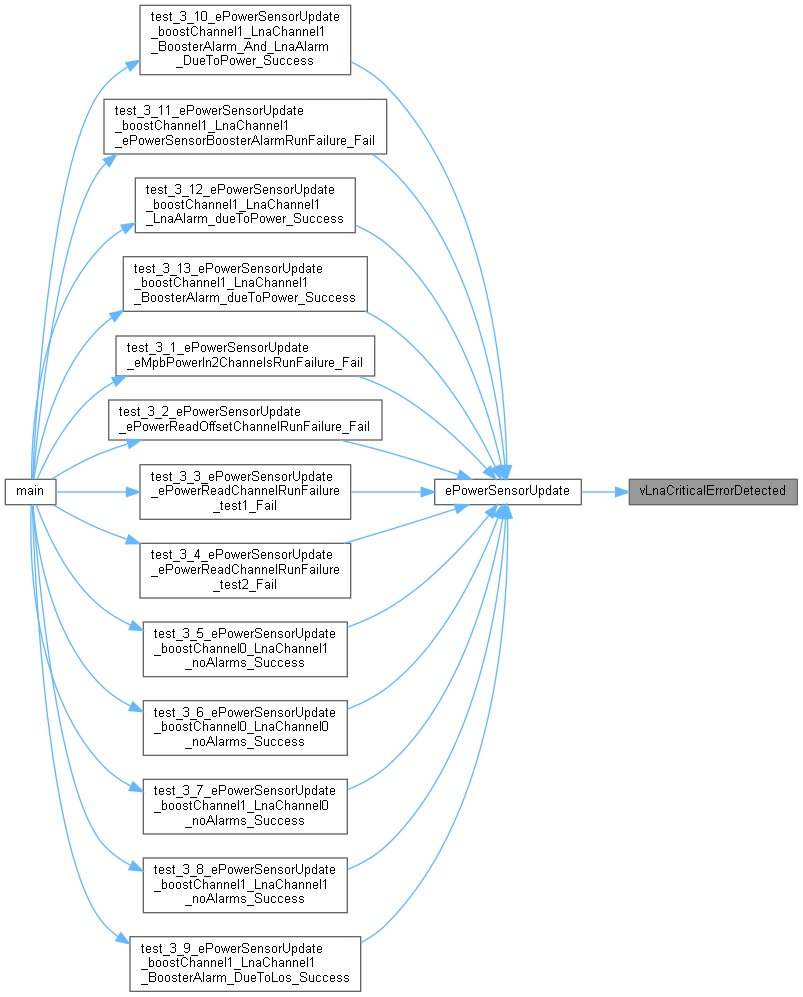 test_3_10_ePowerSensorUpdate
_boostChannel1_LnaChannel1
_BoosterAlarm_And_LnaAlarm
_DueToPower_Success
test_3_11_ePowerSensorUpdate
_boostChannel1_LnaChannel1
_ePowerSensorBoosterAlarmRunFailure_Fail
test_3_12_ePowerSensorUpdate
_boostChannel1_LnaChannel1
_LnaAlarm_dueToPower_Success
test_3_13_ePowerSensorUpdate
_boostChannel1_LnaChannel1
_BoosterAlarm_dueToPower_Success
test_3_1_ePowerSensorUpdate
_eMpbPowerIn2ChannelsRunFailure_Fail
test_3_2_ePowerSensorUpdate
_ePowerReadOffsetChannelRunFailure_Fail
main
test_3_3_ePowerSensorUpdate
_ePowerReadChannelRunFailure
_test1_Fail
ePowerSensorUpdate
vLnaCriticalErrorDetected
test_3_4_ePowerSensorUpdate
_ePowerReadChannelRunFailure
_test2_Fail
test_3_5_ePowerSensorUpdate
_boostChannel0_LnaChannel1
_noAlarms_Success
test_3_6_ePowerSensorUpdate
_boostChannel0_LnaChannel0
_noAlarms_Success
test_3_7_ePowerSensorUpdate
_boostChannel1_LnaChannel0
_noAlarms_Success
test_3_8_ePowerSensorUpdate
_boostChannel1_LnaChannel1
_noAlarms_Success
test_3_9_ePowerSensorUpdate
_boostChannel1_LnaChannel1
_BoosterAlarm_DueToLos_Success